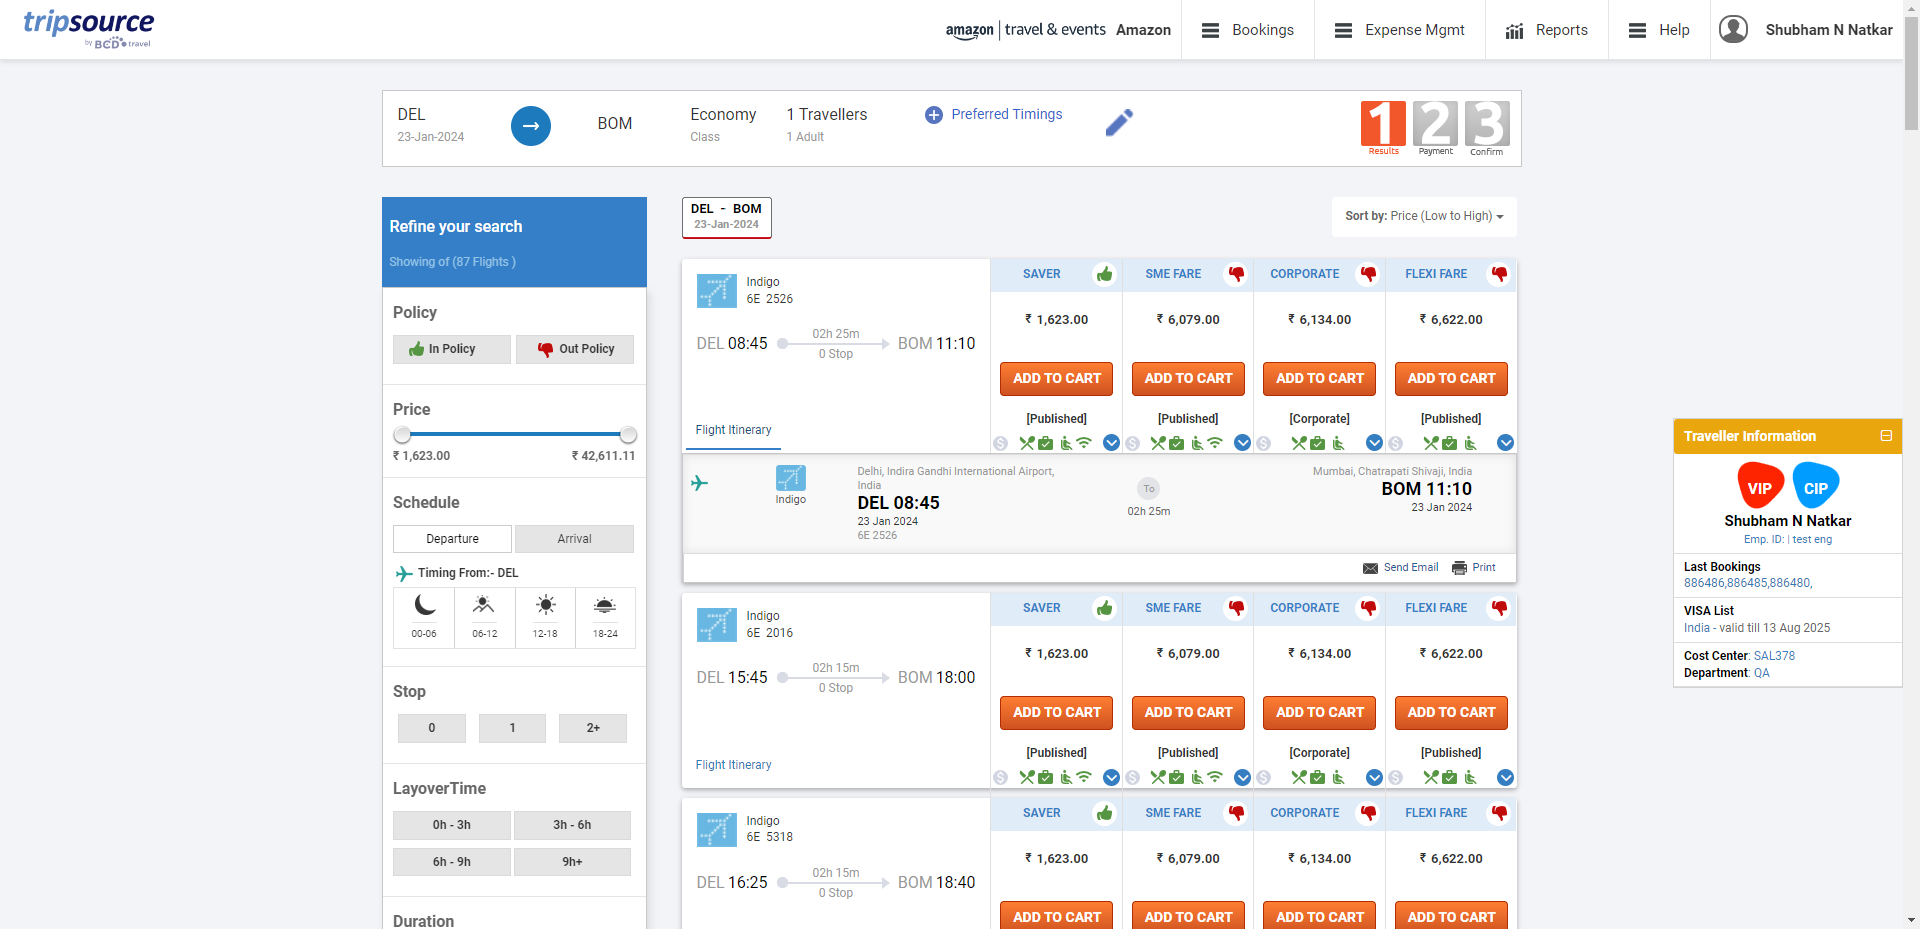 tripsource
by BCD travel
amazon | travel & events Amazon
Bookings
Expense Mgmt
Reports
Help
Shubham N Natkar
DEL
23-Jan-2024
BOM
Economy
Class
1 Travellers
1 Adult
Preferred Timings
1 2 3
Results Payment Confirm
Refine your search
Showing of (87 Flights )
Policy
In Policy
Out Policy
Price
₹ 1,623.00 ₹ 42,611.11
Schedule
Departure Arrival
Timing From:- DEL
00-06 06-12 12-18 18-24
Stop
0 1 2+
LayoverTime
0h - 3h 3h - 6h
6h - 9h 9h+
Duration
DEL - BOM
23-Jan-2024
Sort by: Price (Low to High)
Indigo
6E 2526
DEL 08:45
02h 25m
0 Stop
BOM 11:10
Flight Itinerary
SAVER SME FARE CORPORATE FLEXI FARE
₹ 1,623.00 ₹ 6,079.00 ₹ 6,134.00 ₹ 6,622.00
ADD TO CART ADD TO CART ADD TO CART ADD TO CART
[Published] [Published] [Corporate] [Published]
Indigo
Delhi, Indira Gandhi International Airport,
India
DEL 08:45
23 Jan 2024
6E 2526
To
02h 25m
Mumbai, Chatrapati Shivaji, India
BOM 11:10
23 Jan 2024
Send Email Print
Indigo
6E 2016
DEL 15:45
02h 15m
0 Stop
BOM 18:00
Flight Itinerary
SAVER SME FARE CORPORATE FLEXI FARE
₹ 1,623.00 ₹ 6,079.00 ₹ 6,134.00 ₹ 6,622.00
ADD TO CART ADD TO CART ADD TO CART ADD TO CART
[Published] [Published] [Corporate] [Published]
Indigo
6E 5318
DEL 16:25
02h 15m
0 Stop
BOM 18:40
SAVER SME FARE CORPORATE FLEXI FARE
₹ 1,623.00 ₹ 6,079.00 ₹ 6,134.00 ₹ 6,622.00
ADD TO CART ADD TO CART ADD TO CART ADD TO CART
Traveller Information
VIP CIP
Shubham N Natkar
Emp. ID: | test eng
Last Bookings
886486,886485,886480,
VISA List
India - valid till 13 Aug 2025
Cost Center: SAL378
Department: QA